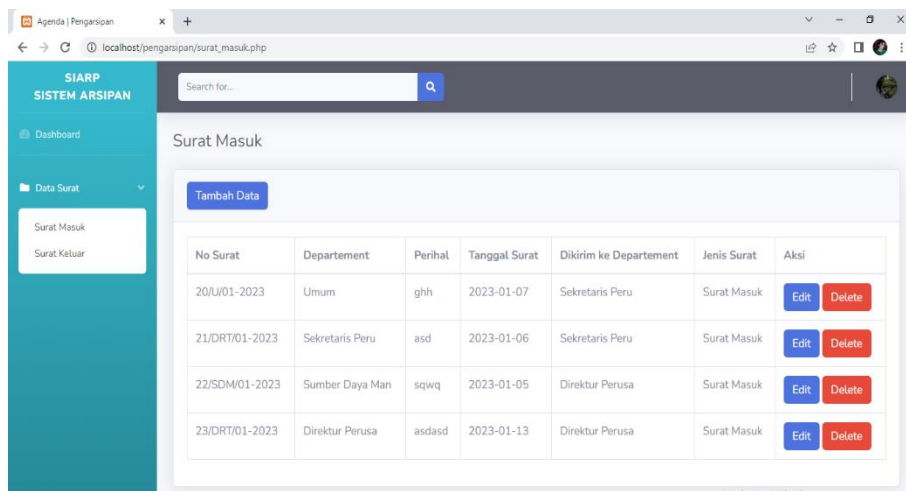 Agenda | Pengarsipan
localhost/pengarsipan/surat_masuk.php
SIARP
SISTEM ARSIPAN
Search for...
Dashboard
Surat Masuk
Data Surat
Tambah Data
Surat Masuk
Surat Keluar
No Surat Departement Perihal Tanggal Surat Dikirim ke Departement Jenis Surat Aksi
20/U/01-2023 Umum ghh 2023-01-07 Sekretaris Peru Surat Masuk Edit Delete
21/DRT/01-2023 Sekretaris Peru asd 2023-01-06 Sekretaris Peru Surat Masuk Edit Delete
22/SDM/01-2023 Sumber Daya Man sqwq 2023-01-05 Direktur Perusa Surat Masuk Edit Delete
23/DRT/01-2023 Direktur Perusa asdasd 2023-01-13 Direktur Perusa Surat Masuk Edit Delete